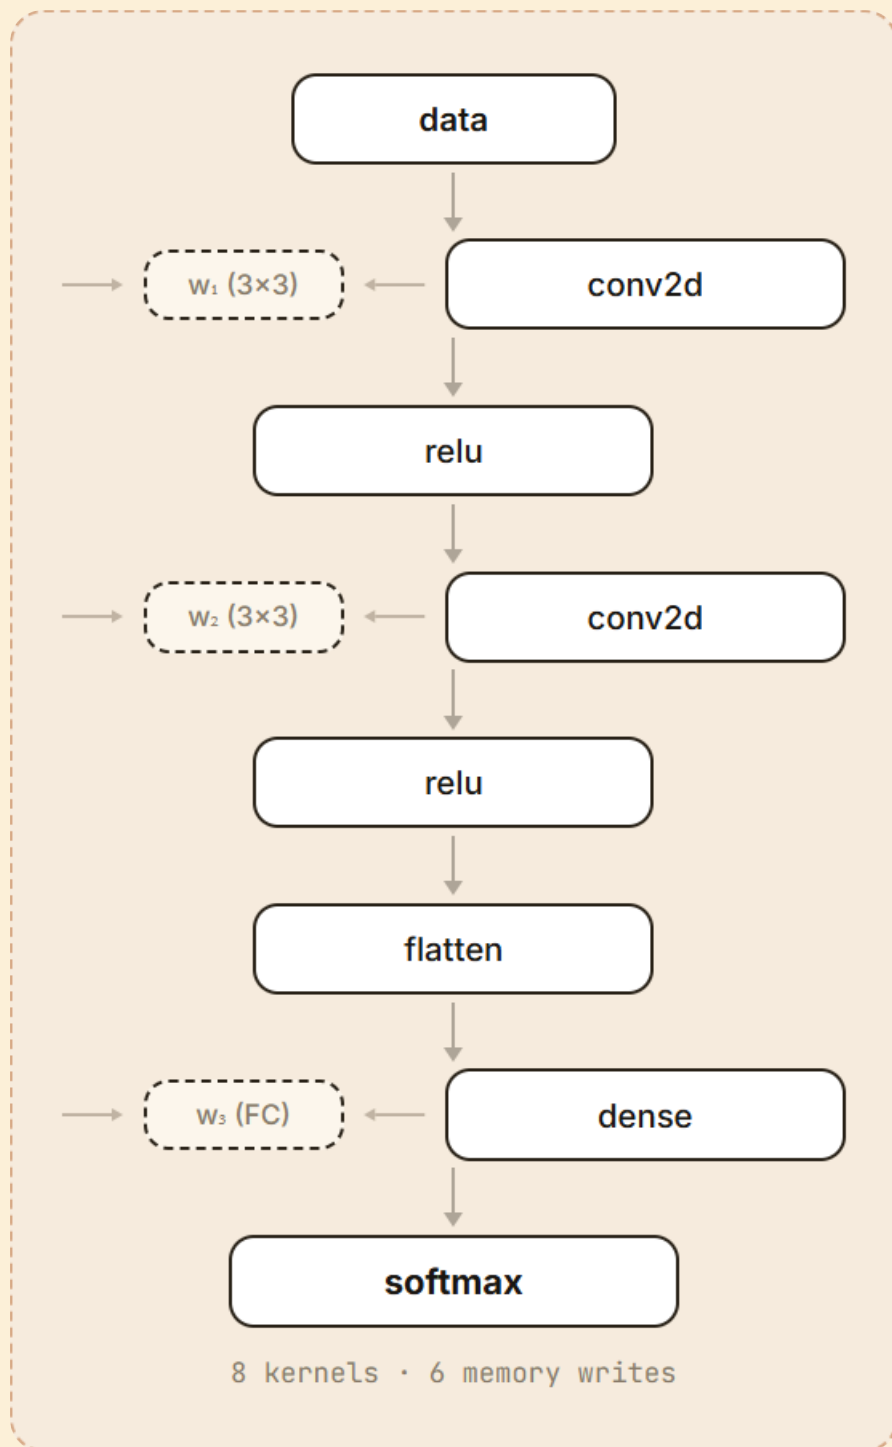 data
w₁ (3×3)
conv2d
relu
w₂ (3×3)
conv2d
relu
flatten
w₃ (FC)
dense
softmax
8 kernels · 6 memory writes